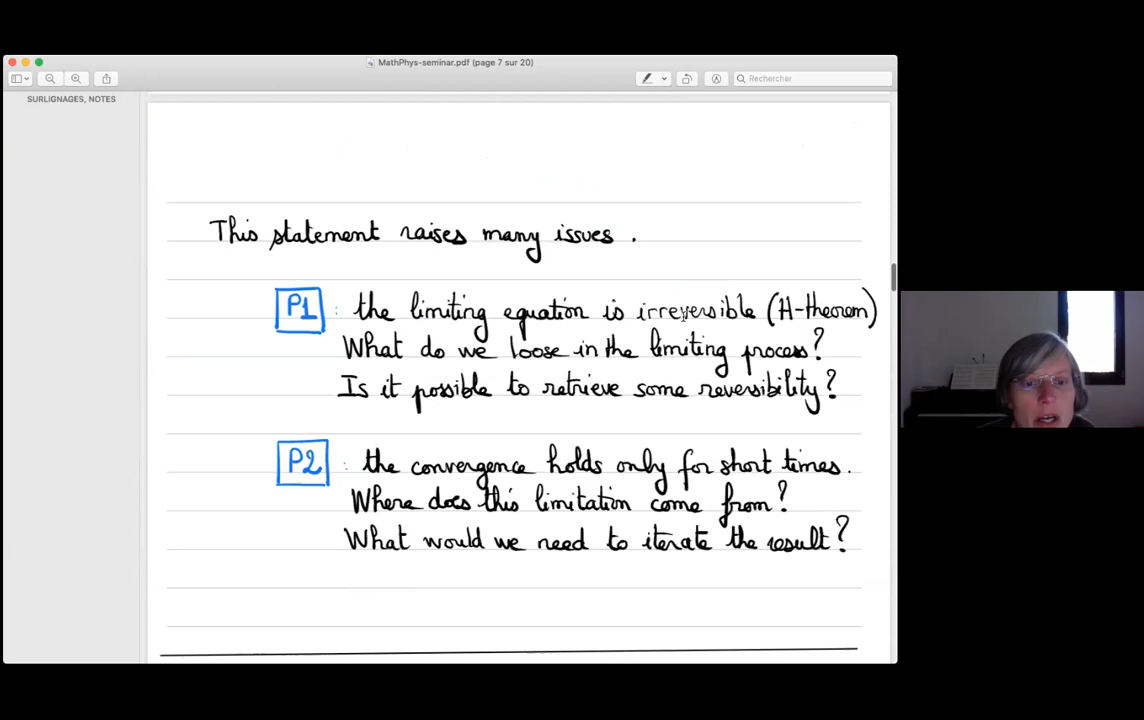 MathPhys-seminar.pdf (page 7 sur 20)
Rechercher
SURLIGNAGES, NOTES
This statement raises many issues.
P1 : the limiting equation is irreversible (H-theorem)
What do we loose in the limiting process?
Is it possible to retrieve some reversibility?
P2 : the convergence holds only for short times.
Where does this limitation come from?
What would we need to iterate the result?